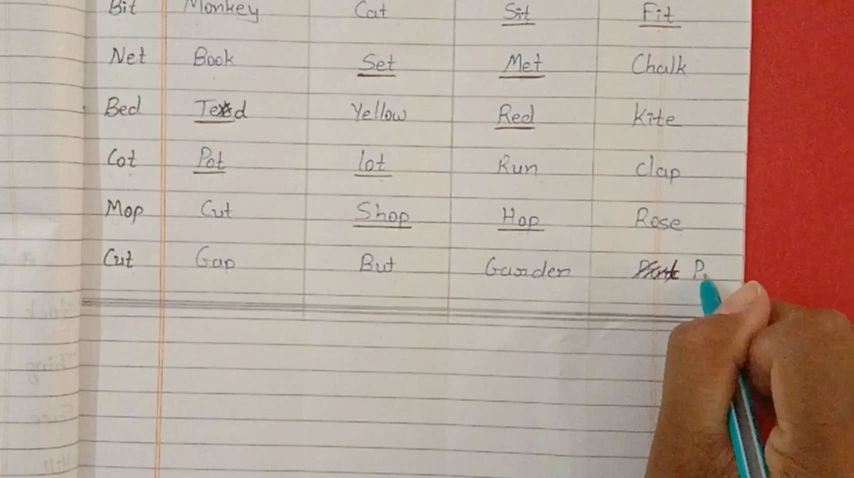 Bit Monkey Cat Sit Fit
Net Book Set Met Chalk
Bed Yellow Red Kite
Cot Pot lot Run Clap
Mop Cut Shop Hop Rose
Cut Gap But Garden P